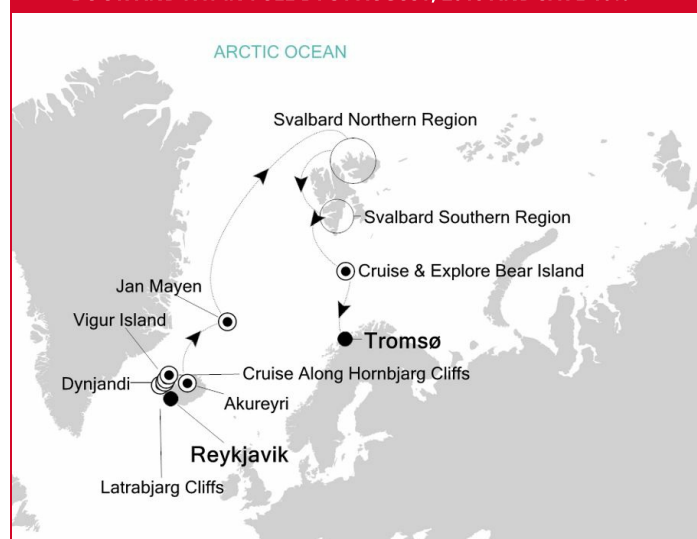 ARCTIC OCEAN
Svalbard Northern Region
Svalbard Southern Region
Cruise & Explore Bear Island
Jan Mayen
Vigur Island
Tromsø
Cruise Along Hornbjarg Cliffs
Dynjandi
Akureyri
Reykjavik
Latrabjarg Cliffs